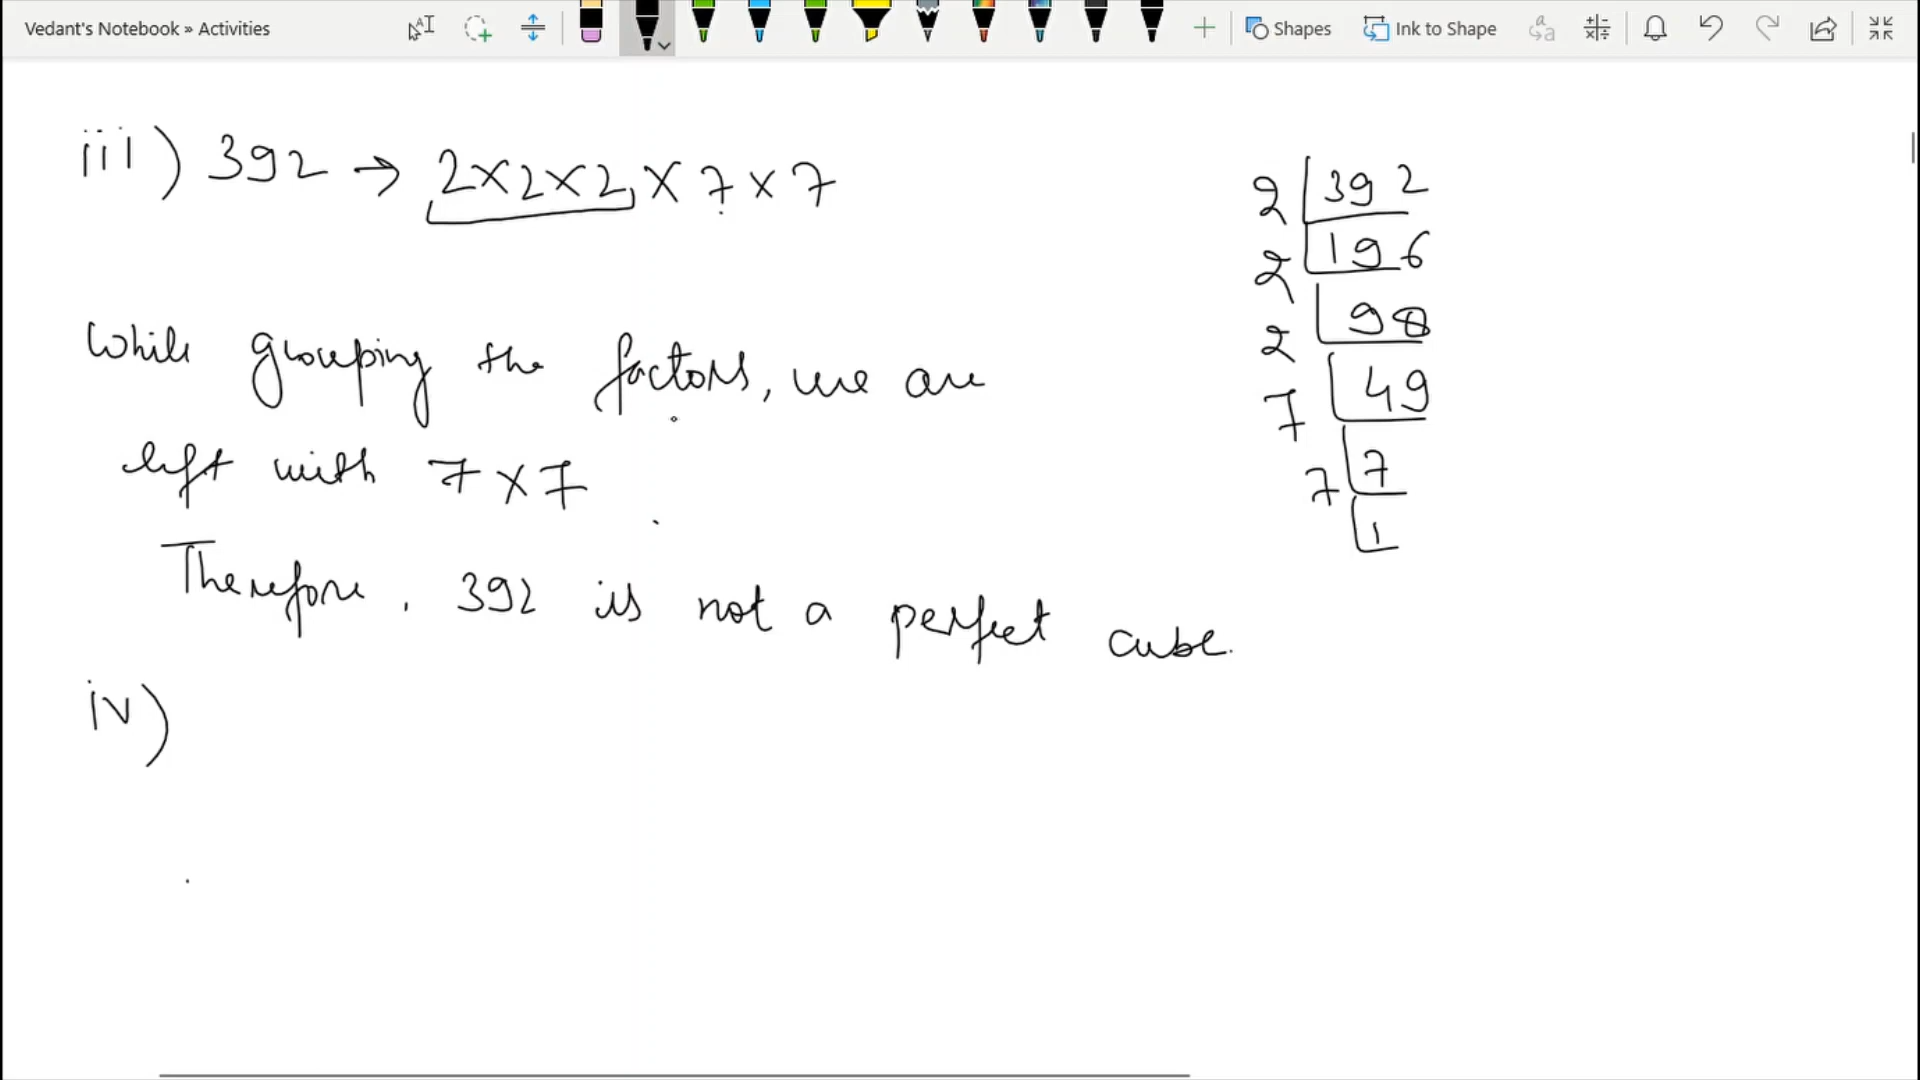 Vedant's Notebook » Activities
Shapes
Ink to Shape
iii) 392 → 2×2×2 × 7 × 7
While grouping the factors, we are
left with 7 × 7
Therefore, 392 is not a perfect cube.
iv)
2 392
2 196
2 98
7 49
7 7
1